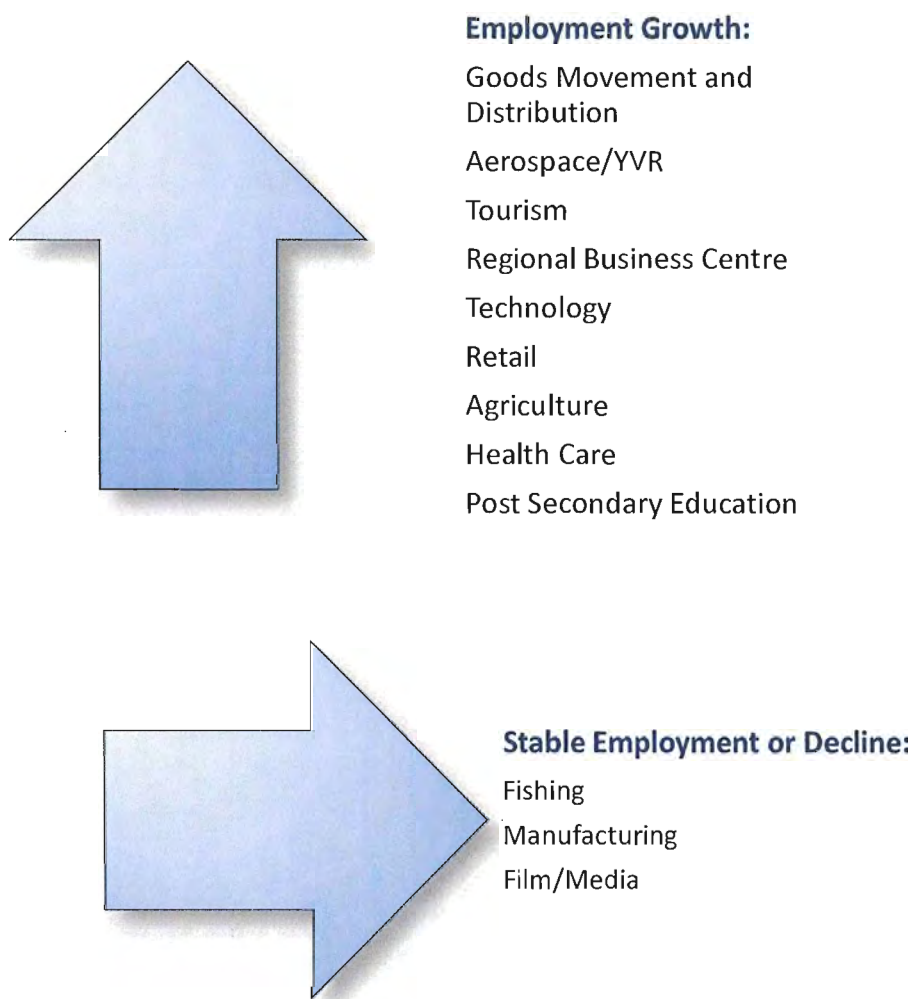 Employment Growth:
Goods Movement and
Distribution
Aerospace/YVR
Tourism
Regional Business Centre
Technology
Retail
Agriculture
Health Care
Post Secondary Education
Stable Employment or Decline:
Fishing
Manufacturing
Film/Media